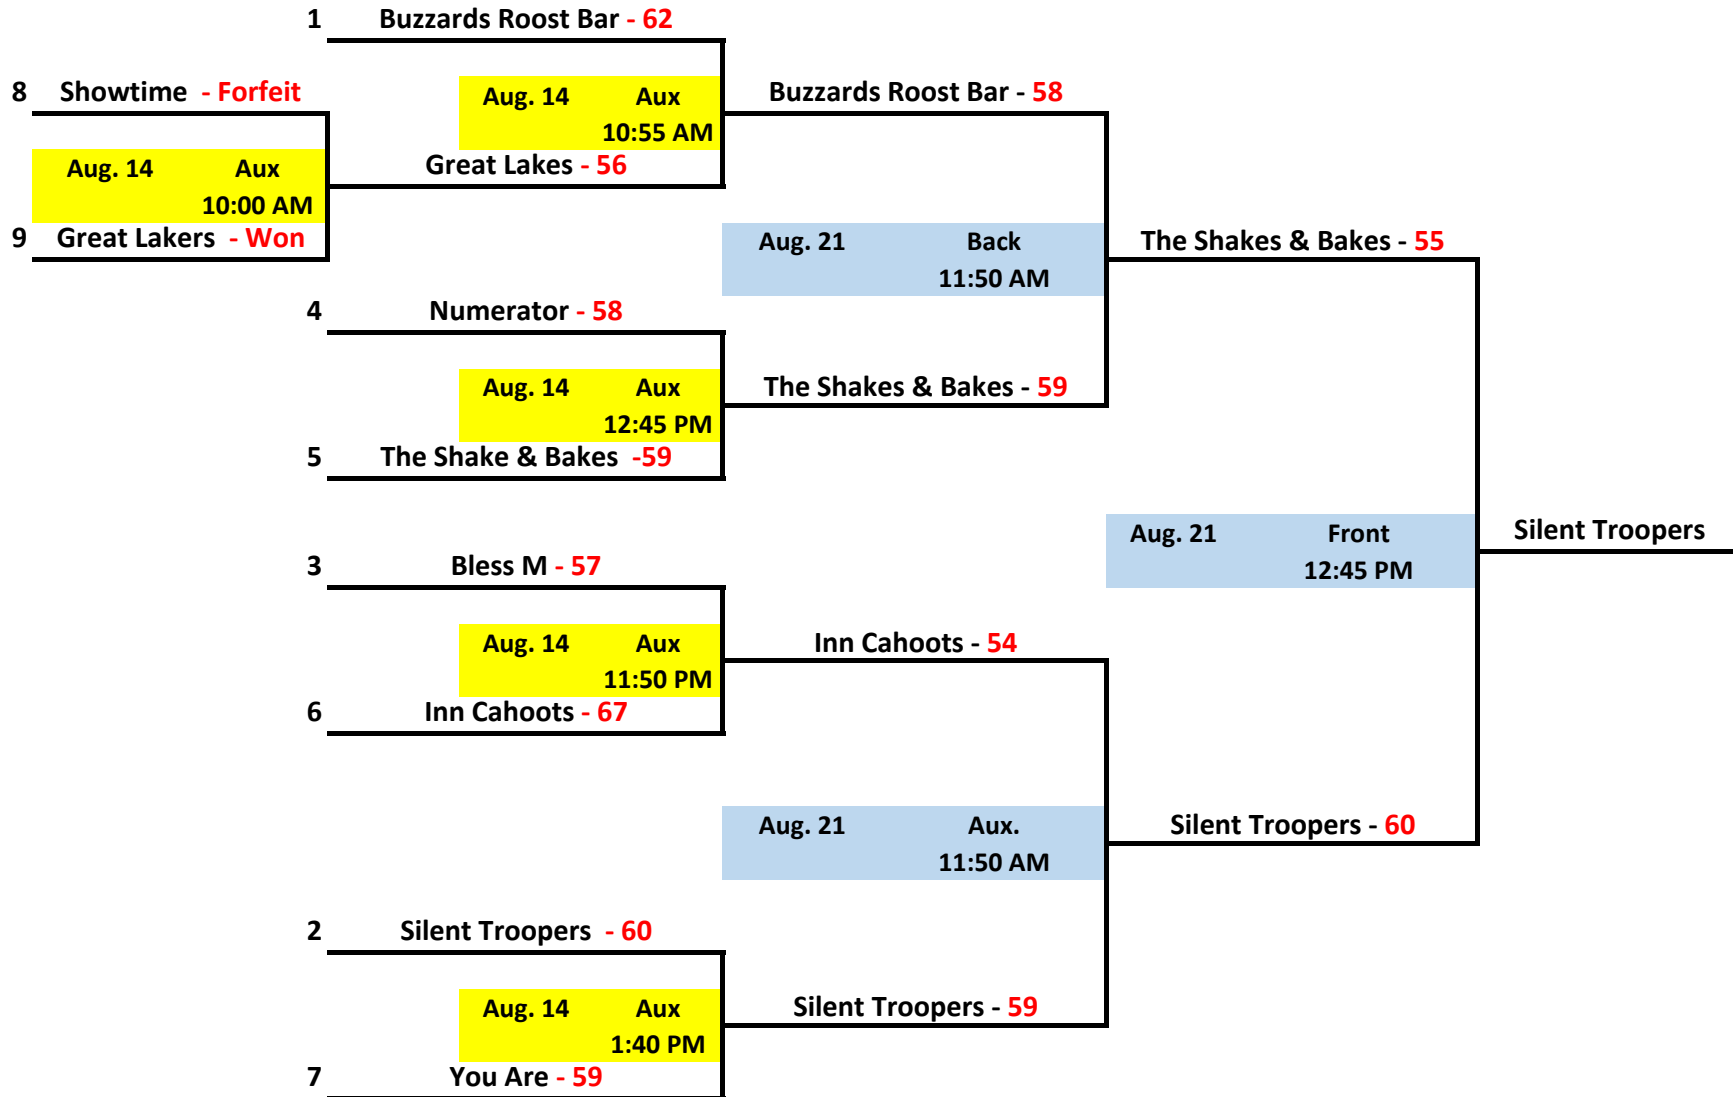 1 Buzzards Roost Bar - 62
8 Showtime - Forfeit
Aug. 14 Aux
10:55 AM
Buzzards Roost Bar - 58
Aug. 14 Aux
10:00 AM
Great Lakes - 56
9 Great Lakers - Won
Aug. 21 Back
11:50 AM
The Shakes & Bakes - 55
4 Numerator - 58
Aug. 14 Aux
12:45 PM
The Shakes & Bakes - 59
5 The Shake & Bakes -59
Aug. 21 Front
12:45 PM
Silent Troopers
3 Bless M - 57
Aug. 14 Aux
11:50 PM
Inn Cahoots - 54
6 Inn Cahoots - 67
Aug. 21 Aux.
11:50 AM
Silent Troopers - 60
2 Silent Troopers - 60
Aug. 14 Aux
1:40 PM
Silent Troopers - 59
7 You Are - 59